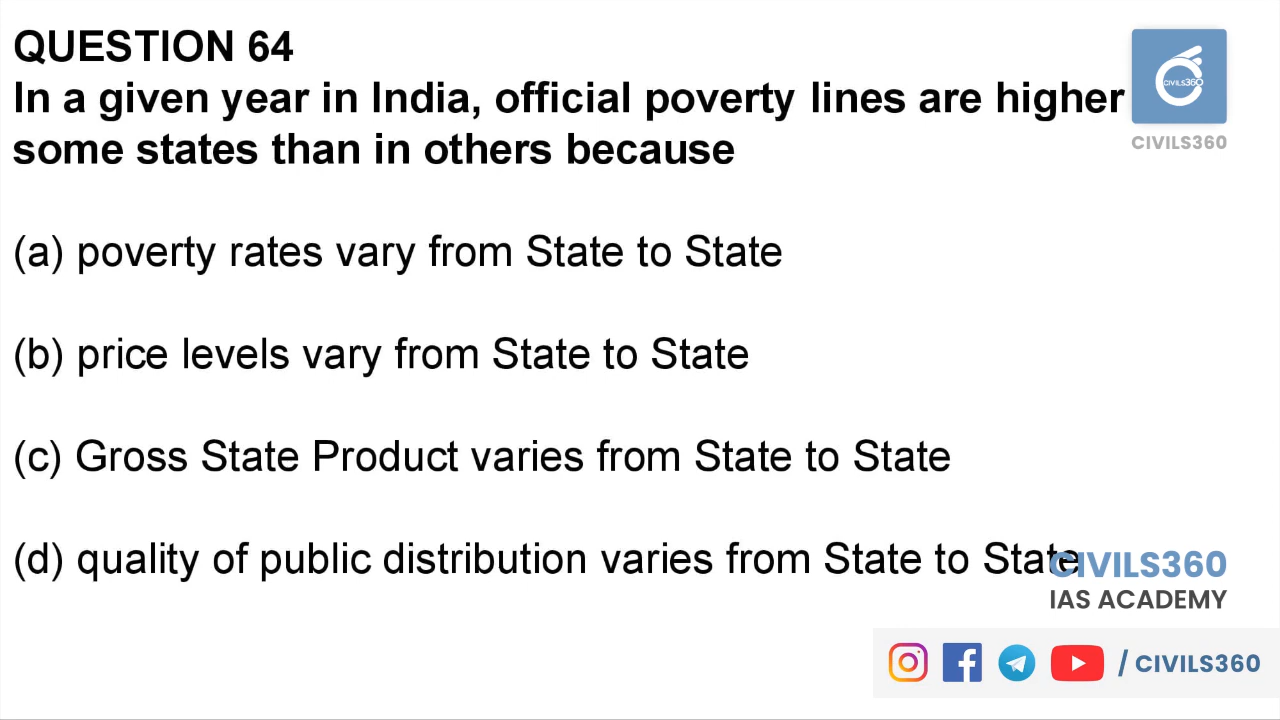 QUESTION 64
CIVILS360
In a given year in India, official poverty lines are higher
some states than in others because
CIVILS360
(a) poverty rates vary from State to State
(b) price levels vary from State to State
(c) Gross State Product varies from State to State
(d) quality of public distribution varies from State to State
CIVILS360
IAS ACADEMY
/ CIVILS360